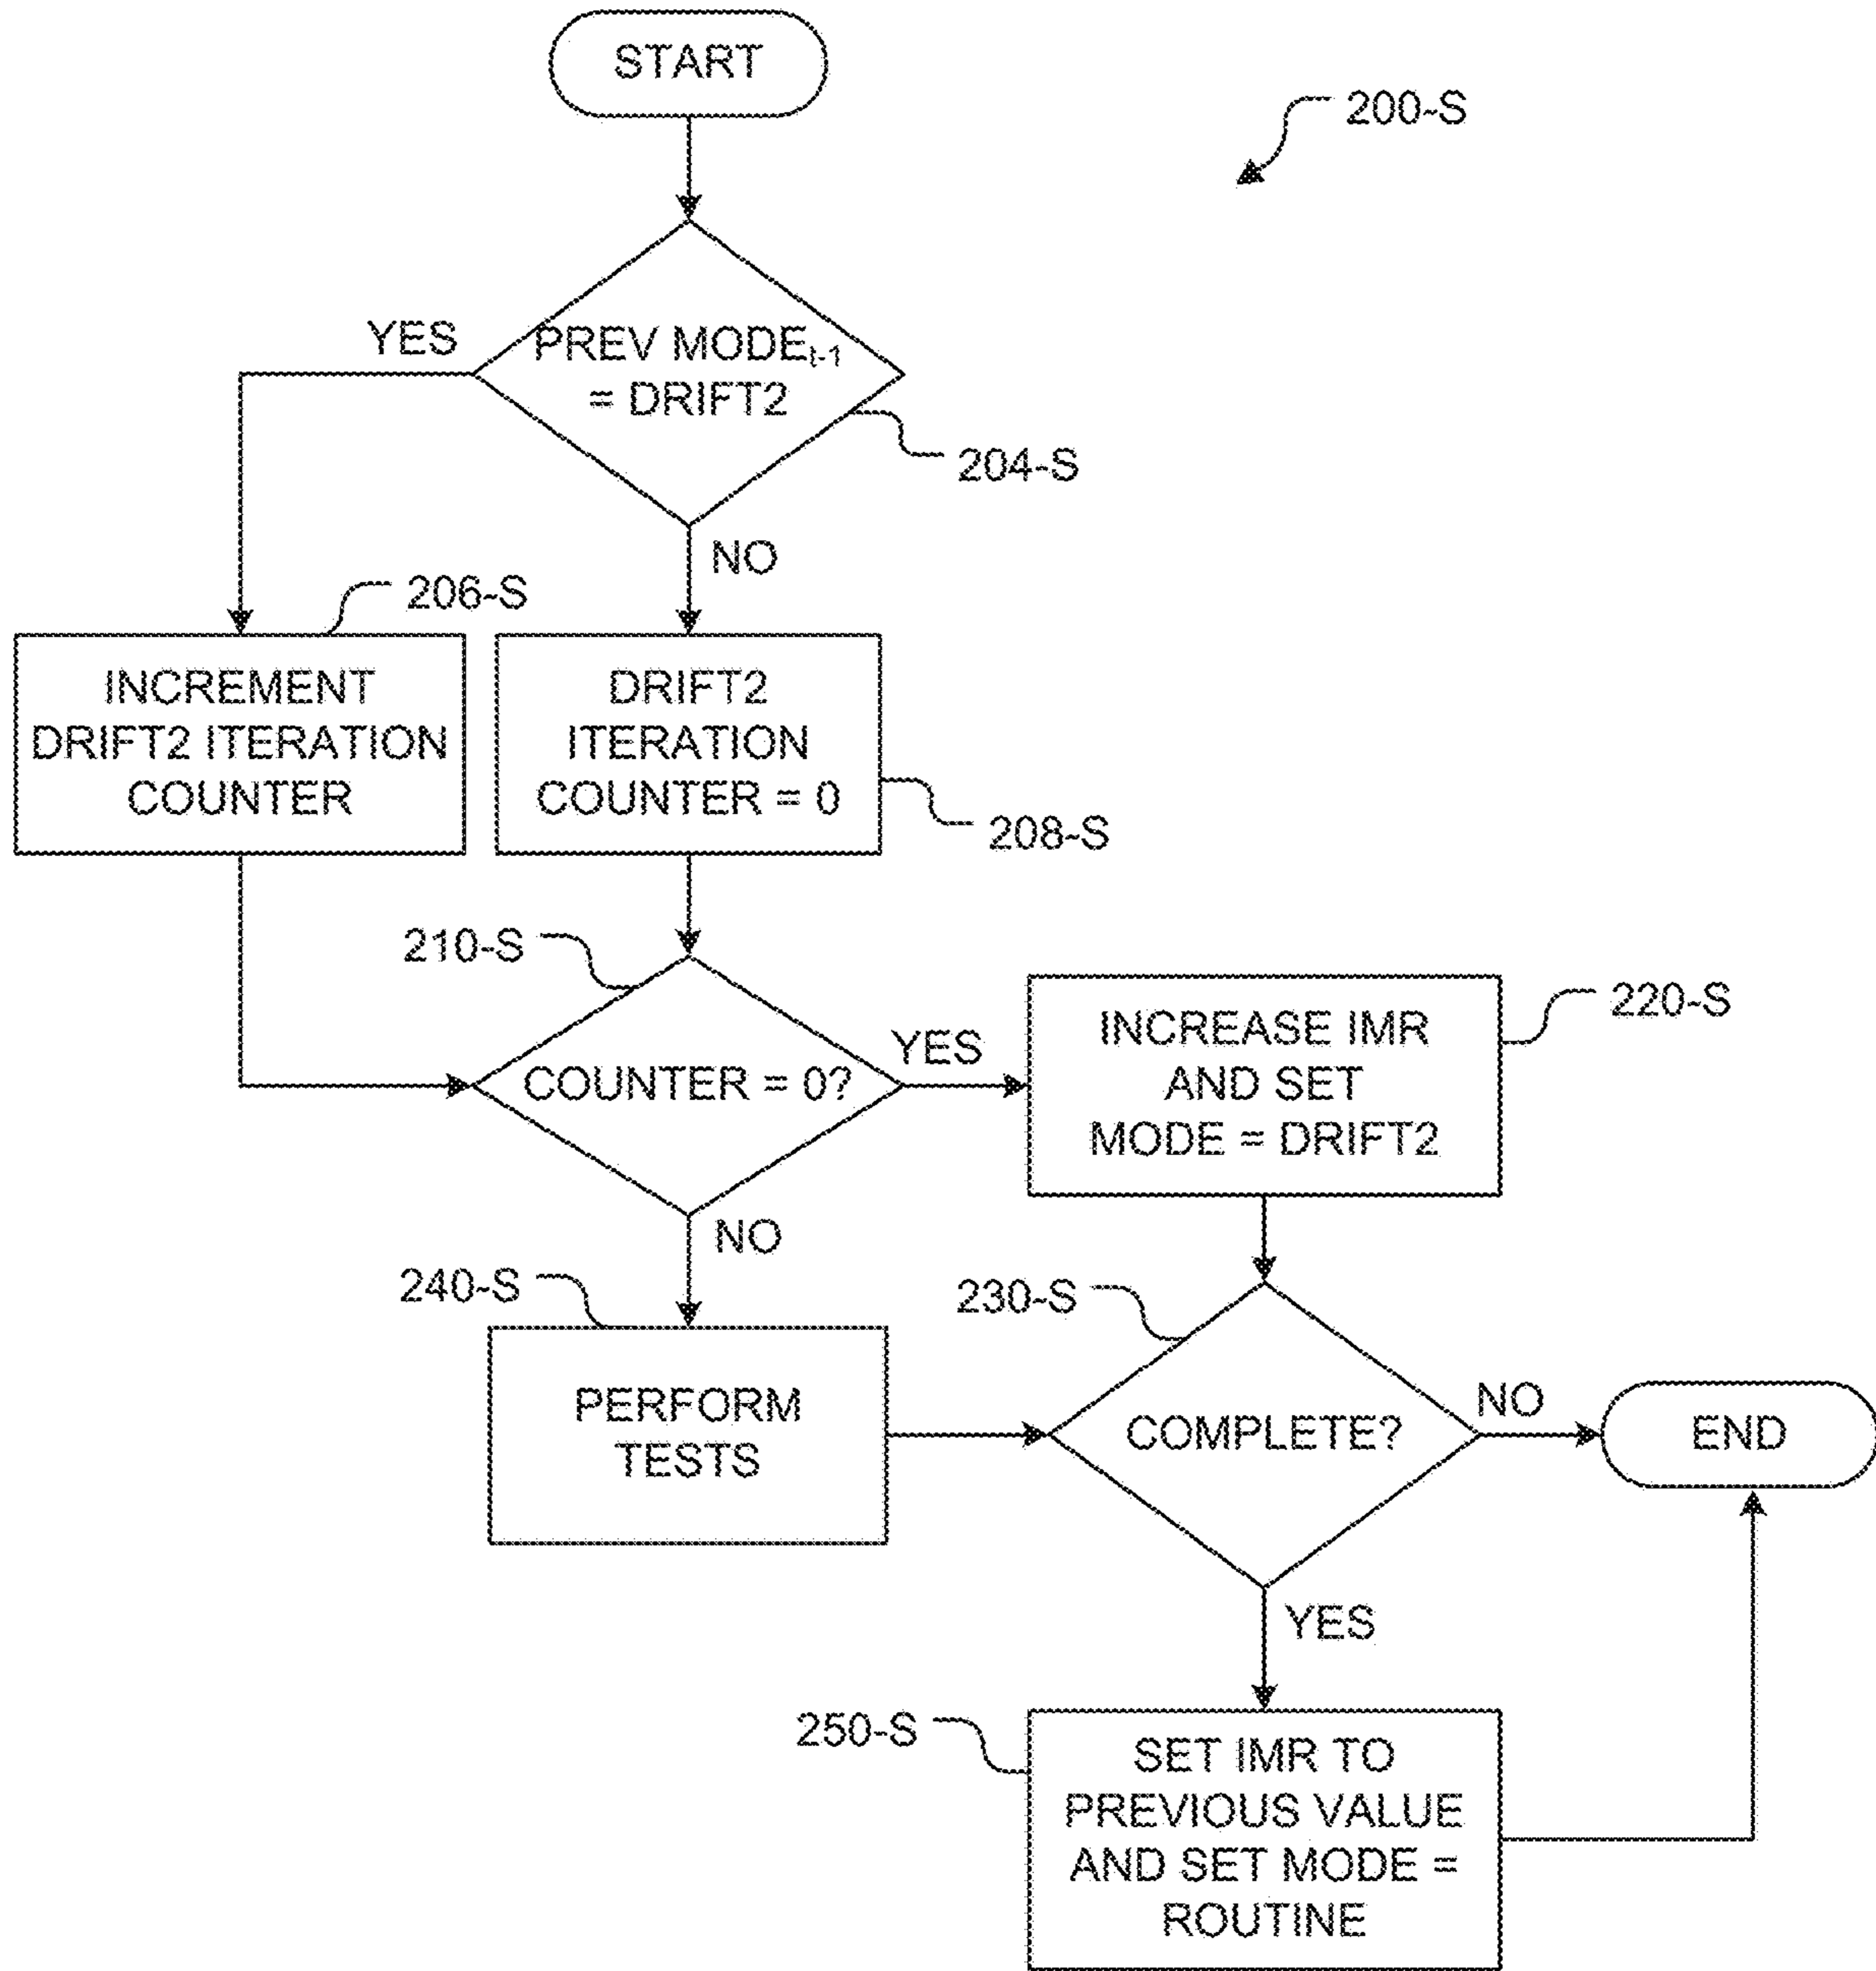 START
200-S
YES
PREV MODEt-1
= DRIFT2
204-S
NO
206-S
INCREMENT
DRIFT2 ITERATION
COUNTER
DRIFT2
ITERATION
COUNTER = 0
208-S
210-S
COUNTER = 0?
YES
INCREASE IMR
AND SET
MODE = DRIFT2
220-S
NO
240-S
PERFORM
TESTS
230-S
COMPLETE?
NO
END
YES
250-S
SET IMR TO
PREVIOUS VALUE
AND SET MODE =
ROUTINE